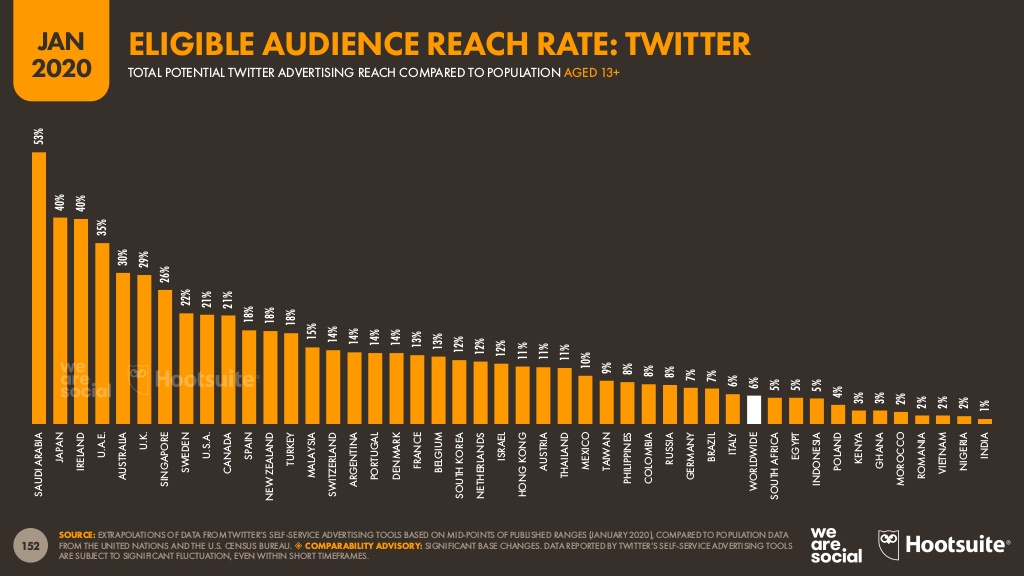 JAN
2020
ELIGIBLE AUDIENCE REACH RATE: TWITTER
TOTAL POTENTIAL TWITTER ADVERTISING REACH COMPARED TO POPULATION AGED 13+
53%
40%
40%
35%
30%
29%
26%
22%
21%
21%
18%
18%
18%
15%
14%
14%
14%
14%
13%
13%
12%
12%
12%
11%
11%
11%
10%
9%
8%
8%
8%
7%
7%
6%
6%
5%
5%
5%
4%
3%
3%
2%
2%
2%
2%
1%
we
are
social
Hootsuite®
SAUDI ARABIA
JAPAN
IRELAND
U.A.E.
AUSTRALIA
U.K.
SINGAPORE
SWEDEN
U.S.A.
CANADA
SPAIN
NEW ZEALAND
TURKEY
MALAYSIA
SWITZERLAND
ARGENTINA
PORTUGAL
DENMARK
FRANCE
BELGIUM
SOUTH KOREA
NETHERLANDS
ISRAEL
HONG KONG
AUSTRIA
THAILAND
MEXICO
TAIWAN
PHILIPPINES
COLOMBIA
RUSSIA
GERMANY
BRAZIL
ITALY
WORLDWIDE
SOUTH AFRICA
EGYPT
INDONESIA
POLAND
KENYA
GHANA
MOROCCO
ROMANIA
VIETNAM
NIGERIA
INDIA
152
SOURCE: EXTRAPOLATIONS OF DATA FROM TWITTER'S SELF-SERVICE ADVERTISING TOOLS BASED ON MID-POINTS OF PUBLISHED RANGES (JANUARY 2020), COMPARED TO POPULATION DATA
FROM THE UNITED NATIONS AND THE U.S. CENSUS BUREAU. ※ COMPARABILITY ADVISORY: SIGNIFICANT BASE CHANGES. DATA REPORTED BY TWITTER'S SELF-SERVICE ADVERTISING TOOLS
ARE SUBJECT TO SIGNIFICANT FLUCTUATION, EVEN WITHIN SHORT TIMEFRAMES.
we
are
social
Hootsuite®